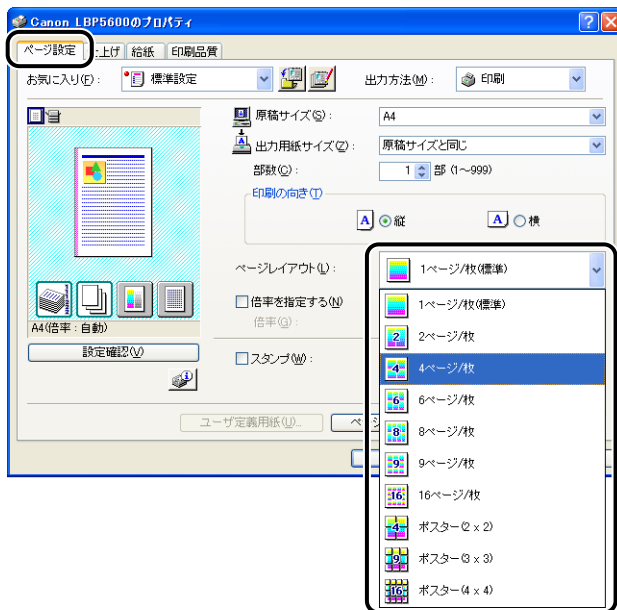 Canon LBP5600のプロパティ
ページ設定 上げ 給紙 印刷品質
お気に入り(F): 標準設定 出力方法(M): 印刷
原稿サイズ(S): A4
出力用紙サイズ(Z): 原稿サイズと同じ
部数(C): 1 部 (1～999)
印刷の向き(T)
A 縦 A 横
ページレイアウト(L): 1ページ/枚(標準)
倍率を指定する(N)
倍率(G):
A4(倍率:自動)
設定確認(V)
スタンプ(W):
ユーザ定義用紙(U)...
1ページ/枚(標準)
2 2ページ/枚
4 4ページ/枚
6 6ページ/枚
8 8ページ/枚
9 9ページ/枚
16 16ページ/枚
4 ポスター(2 x 2)
9 ポスター(3 x 3)
16 ポスター(4 x 4)